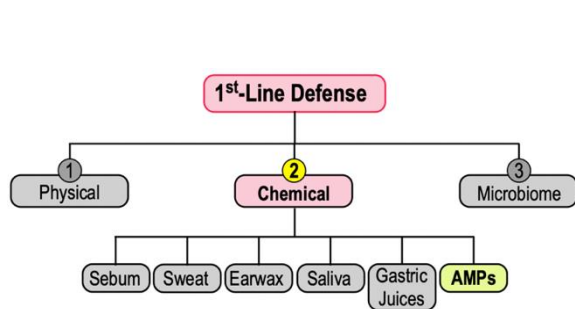 1st-Line Defense
1
2
3
Physical
Chemical
Microbiome
Sebum
Sweat
Earwax
Saliva
Gastric
Juices
AMPs